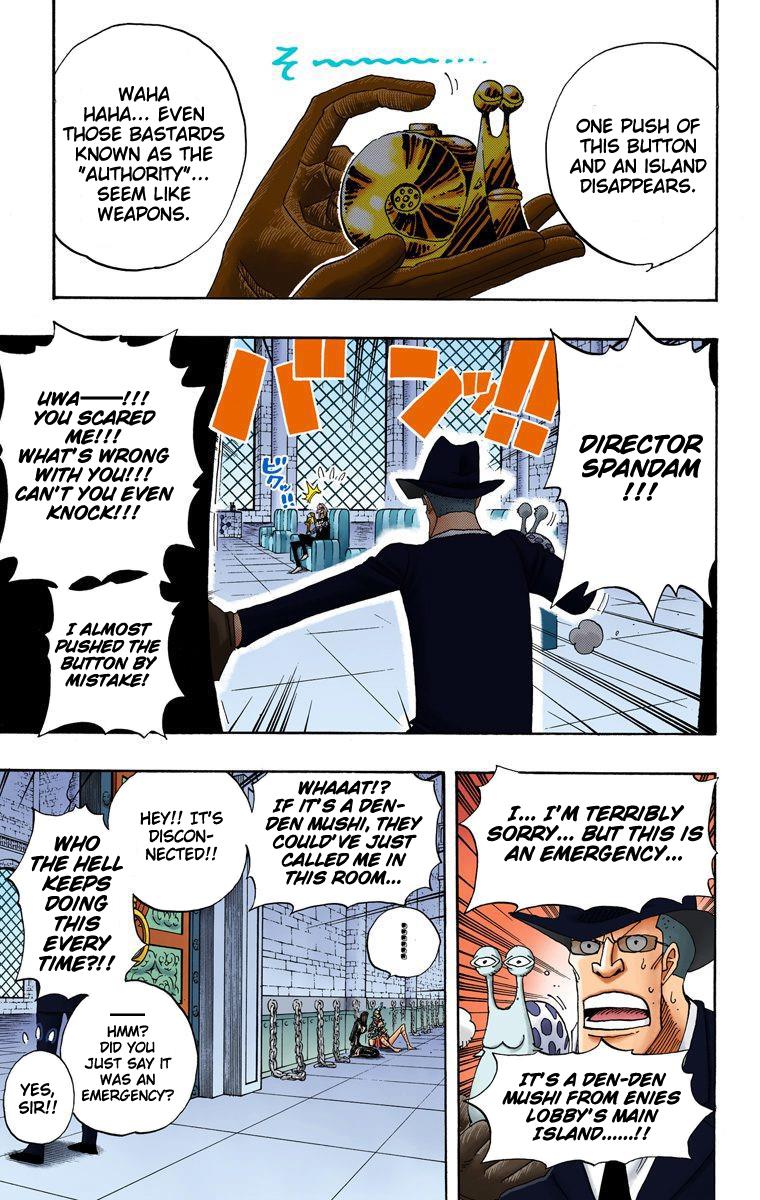 ONE PUSH OF
THIS BUTTON
AND AN ISLAND
DISAPPEARS.
そ
WAHA
HAHA... EVEN
THOSE BASTARDS
KNOWN AS THE
"AUTHORITY"...
SEEM LIKE
WEAPONS.
DIRECTOR
SPANDAM
!!!
バンッ!!
ビクッ!!
UWA——!!!
YOU SCARED
ME!!!
WHAT'S WRONG
WITH YOU!!!
CAN'T YOU EVEN
KNOCK!!!
I ALMOST
PUSHED THE
BUTTON BY
MISTAKE!
I... I'M TERRIBLY
SORRY... BUT THIS IS
AN EMERGENCY...
IT'S A DEN-DEN
MUSHI FROM ENIES
LOBBY'S MAIN
ISLAND......!!
WHAAAT!?
IF IT'S A DEN-
DEN MUSHI, THEY
COULD'VE JUST
CALLED ME IN
THIS ROOM...
HEY!! IT'S
DISCON-
NECTED!!
WHO
THE HELL
KEEPS
DOING
THIS
EVERY
TIME?!!
—
HMM?
DID YOU
JUST SAY IT
WAS AN
EMERGENCY?
YES,
SIR!!